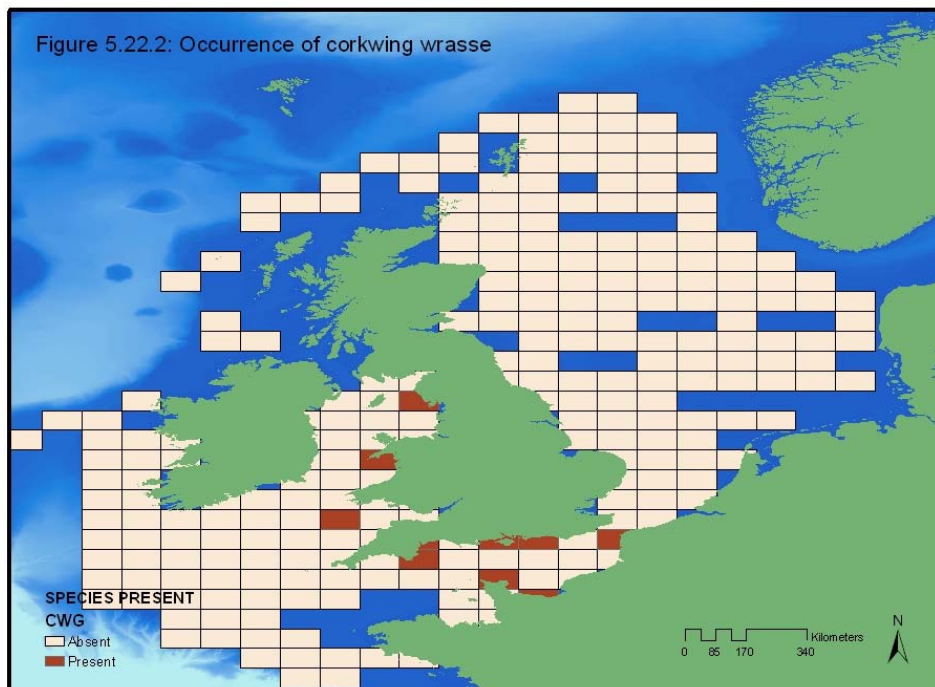 Figure 5.22.2: Occurrence of corkwing wrasse
SPECIES PRESENT
CWG
Absent
Present
Kilometers
0 85 170 340
N